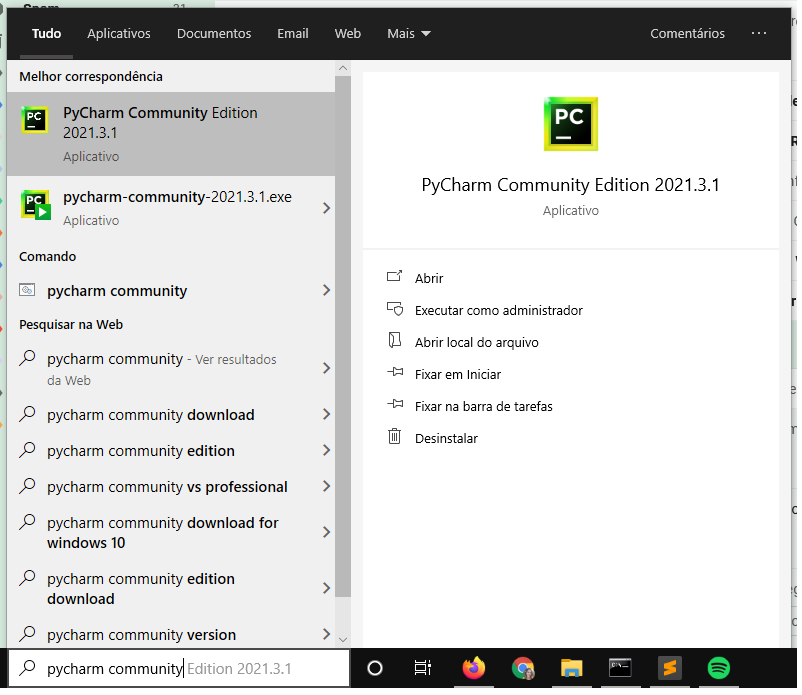 Tudo Aplicativos Documentos Email Web Mais Comentários ...
Melhor correspondência
PC
PyCharm Community Edition
2021.3.1
Aplicativo
PC
pycharm-community-2021.3.1.exe
Aplicativo
Comando
pycharm community
Pesquisar na Web
pycharm community - Ver resultados
da Web
pycharm community download
pycharm community edition
pycharm community vs professional
pycharm community download for
windows 10
pycharm community edition
download
pycharm community version
PC
PyCharm Community Edition 2021.3.1
Aplicativo
Abrir
Executar como administrador
Abrir local do arquivo
Fixar em Iniciar
Fixar na barra de tarefas
Desinstalar
pycharm community Edition 2021.3.1